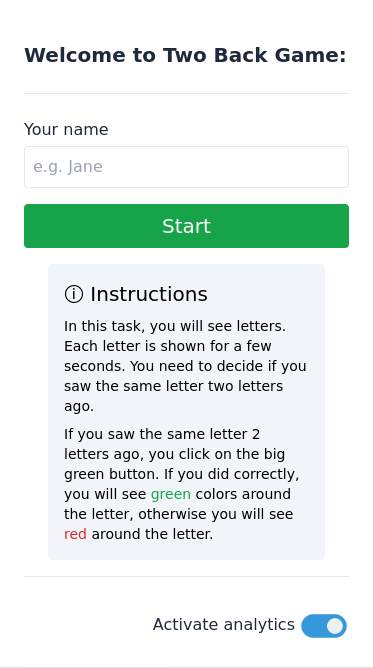 Welcome to Two Back Game:
Your name
e.g. Jane
Start
ⓘ Instructions
In this task, you will see letters.
Each letter is shown for a few
seconds. You need to decide if you
saw the same letter two letters
ago.
If you saw the same letter 2
letters ago, you click on the big
green button. If you did correctly,
you will see green colors around
the letter, otherwise you will see
red around the letter.
Activate analytics